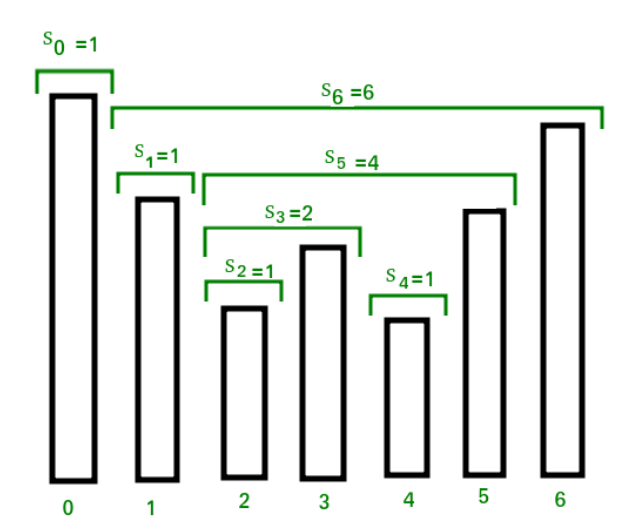 S0 =1
S6 =6
S1=1
S5 =4
S3 =2
S2 =1
S4=1
0 1 2 3 4 5 6